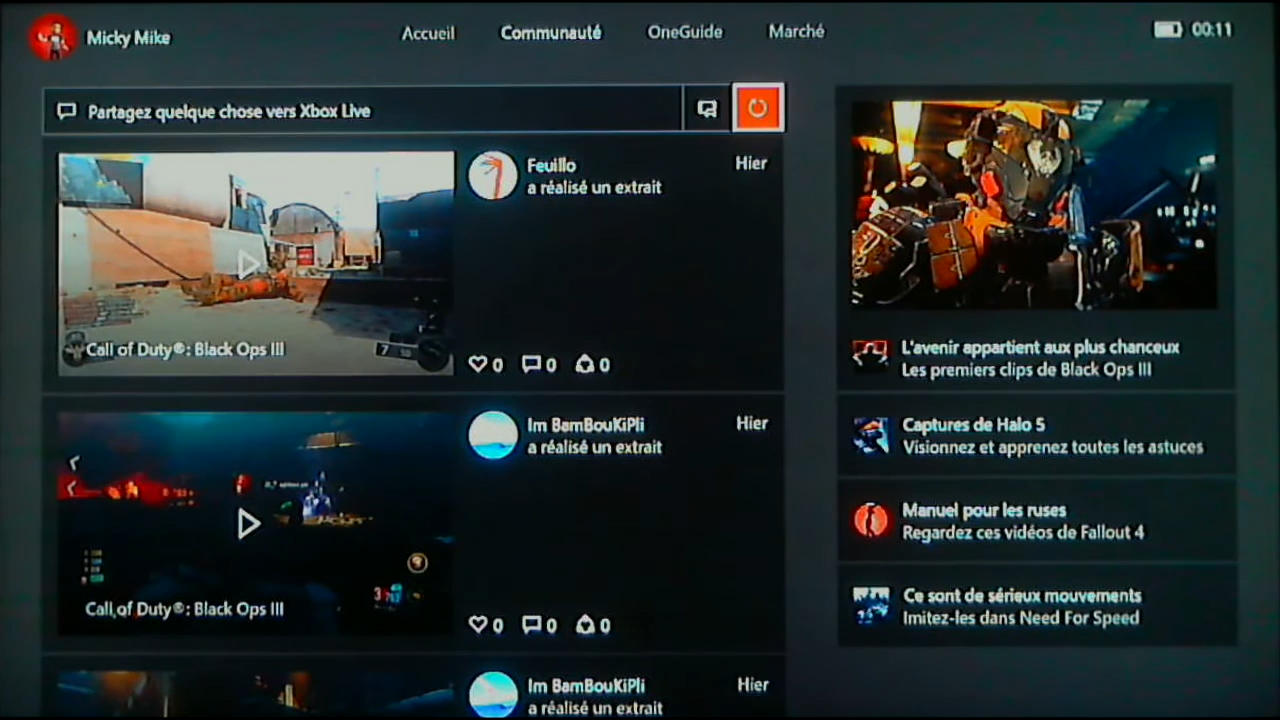 Micky Mike
Accueil
Communauté
OneGuide
Marché
00:11
Partagez quelque chose vers Xbox Live
Feuillo
a réalisé un extrait
Hier
Call of Duty®: Black Ops III
0
0
0
Im BamBouKiPli
a réalisé un extrait
Hier
Call of Duty®: Black Ops III
0
0
0
Im BamBouKiPli
a réalisé un extrait
Hier
L'avenir appartient aux plus chanceux
Les premiers clips de Black Ops III
Captures de Halo 5
Visionnez et apprenez toutes les astuces
Manuel pour les ruses
Regardez ces vidéos de Fallout 4
Ce sont de sérieux mouvements
Imitez-les dans Need For Speed